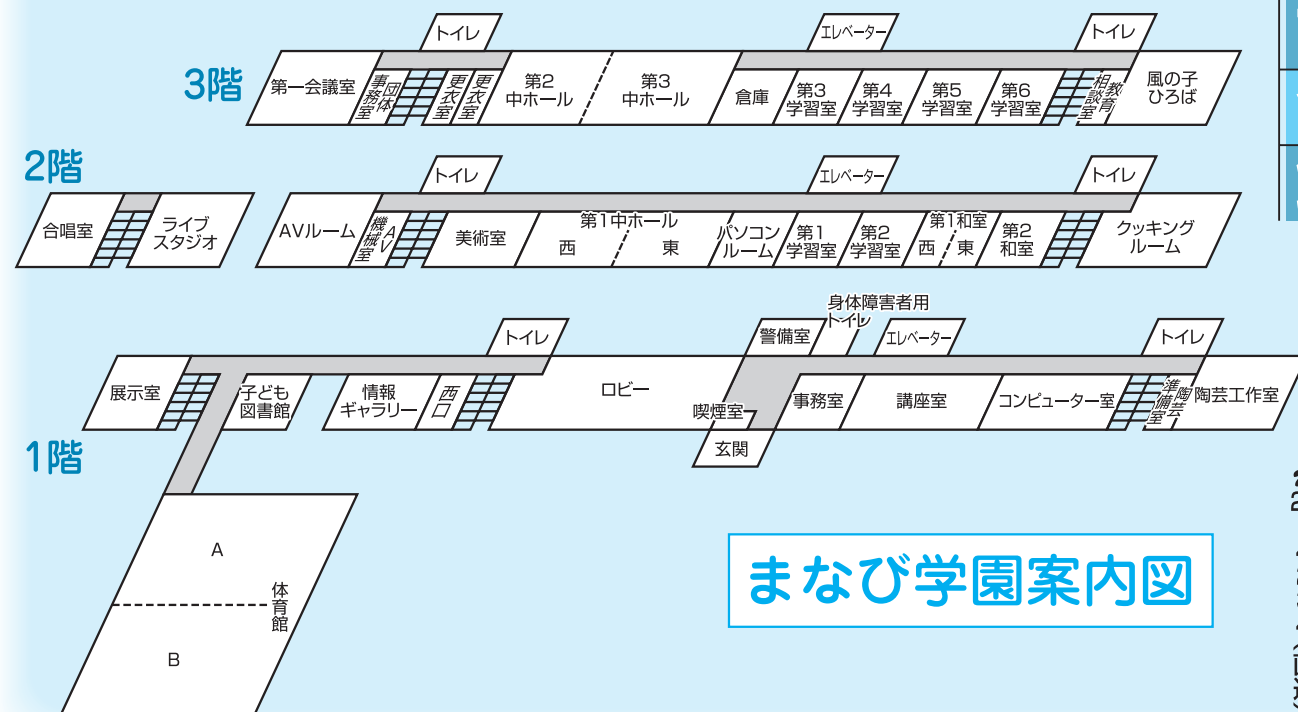 3階
トイレ
エレベーター
トイレ
第一会議室
団体
事務室
更衣室
更衣室
第2
中ホール
第3
中ホール
倉庫
第3
学習室
第4
学習室
第5
学習室
第6
学習室
教育
相談室
風の子
ひろば
2階
合唱室
ライブ
スタジオ
トイレ
エレベーター
トイレ
AVルーム
AV
機械室
美術室
第1中ホール
西
東
パソコン
ルーム
第1
学習室
第2
学習室
第1和室
西
東
第2
和室
クッキング
ルーム
1階
トイレ
警備室
身体障害者用
トイレ
エレベーター
トイレ
展示室
子ども
図書館
情報
ギャラリー
西口
ロビー
喫煙室
玄関
事務室
講座室
コンピューター室
陶芸
準備室
陶芸工作室
A
B
体育館
まなび学園案内図